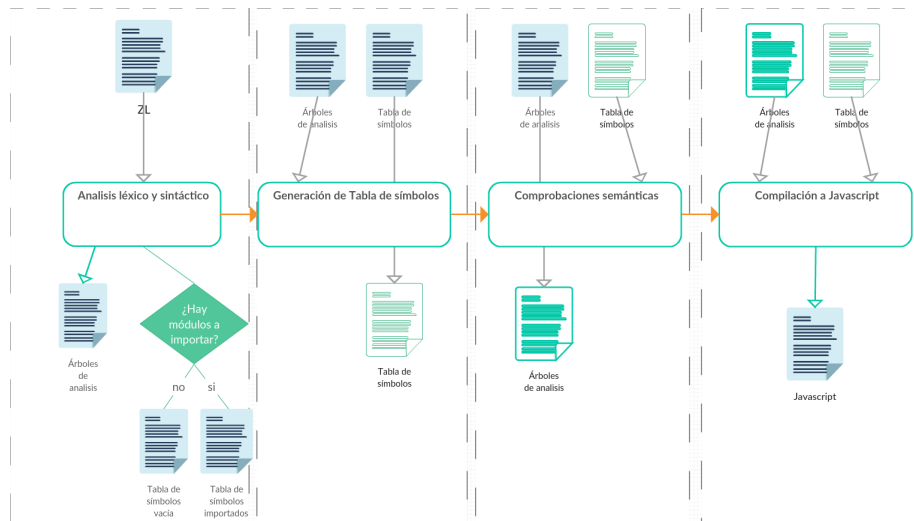 ZL
Árboles
de analisis
Tabla de
símbolos
Árboles
de analisis
Tabla de
símbolos
Árboles
de analisis
Tabla de
símbolos
Analisis léxico y sintáctico
Generación de Tabla de símbolos
Comprobaciones semánticas
Compilación a Javascript
¿Hay
módulos a
importar?
Árboles
de
analisis
no
si
Tabla de
símbolos
vacía
Tabla de
símbolos
importados
Tabla de
símbolos
Árboles
de analisis
Javascript